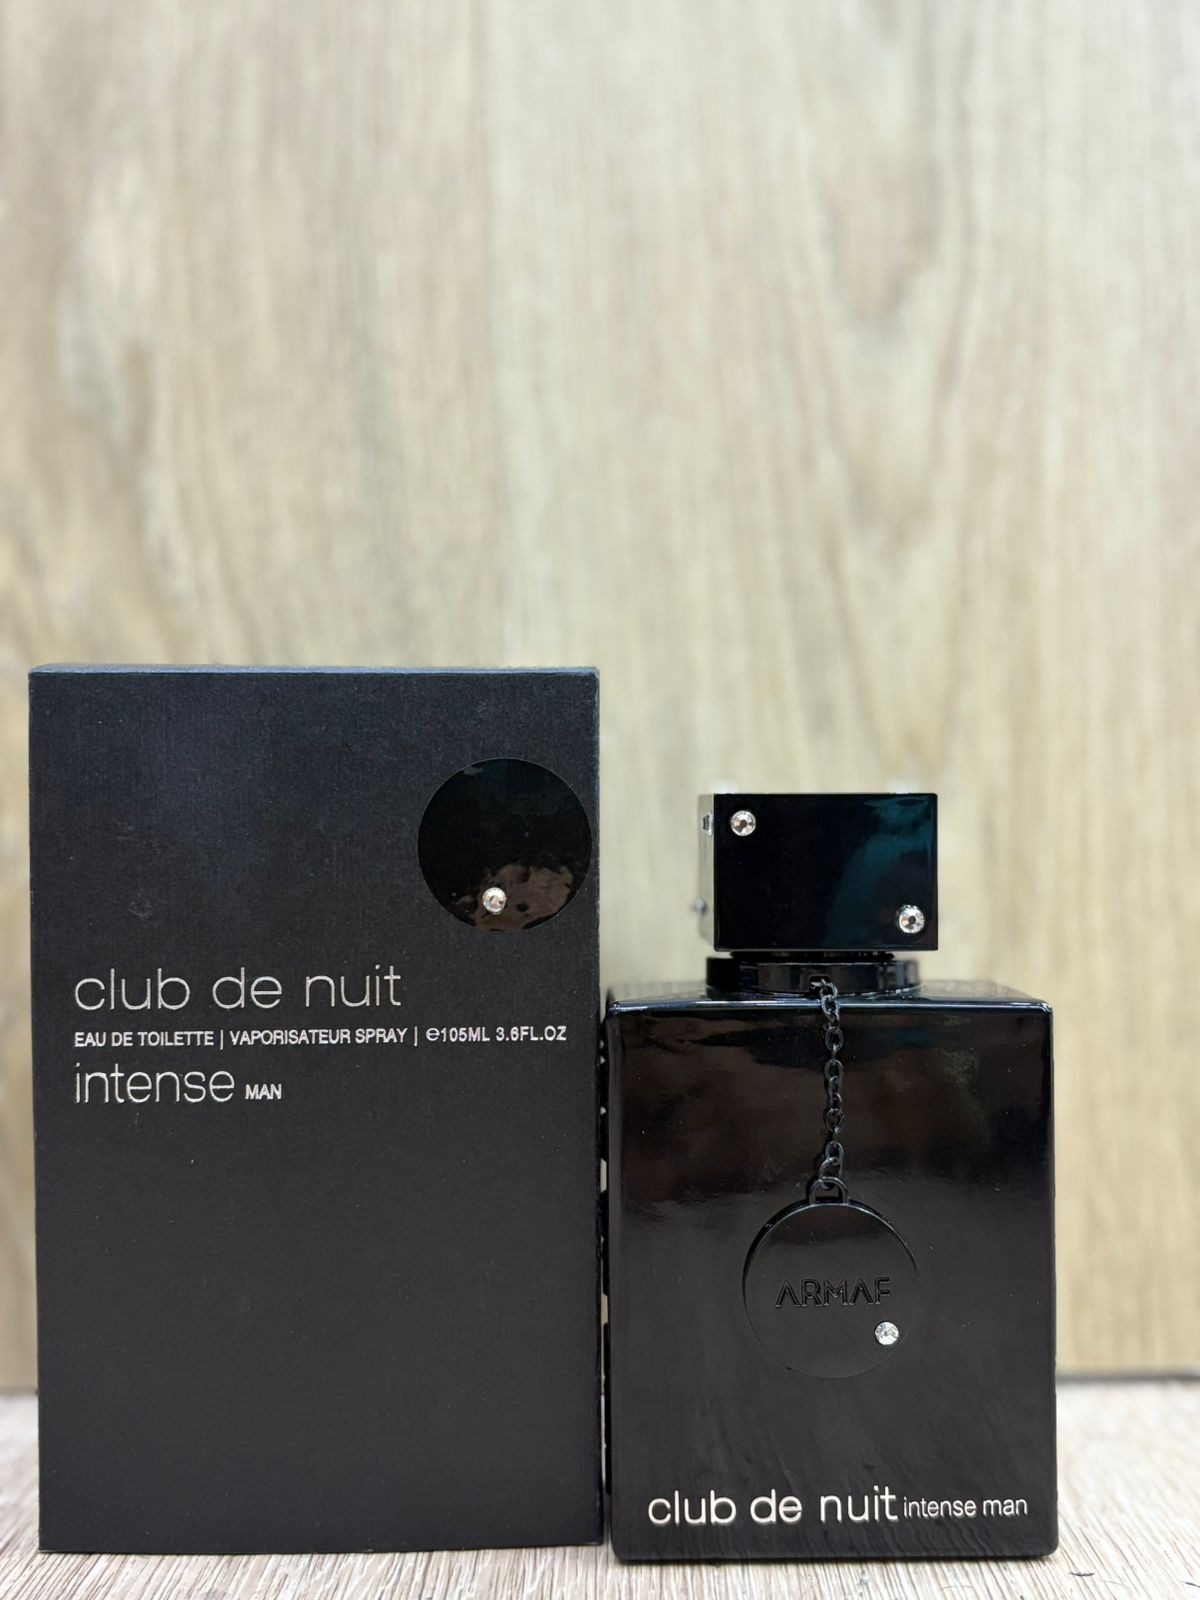 club de nuit
EAU DE TOILETTE | VAPORISATEUR SPRAY | ℮105ML 3.6FL.OZ
intense MAN
ARMAF
club de nuit intense man